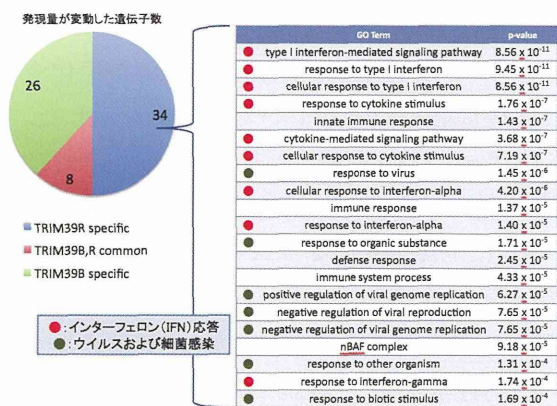 発現量が変動した遺伝子数
26
34
8
TRIM39R specific
TRIM39B,R common
TRIM39B specific
●:インターフェロン(IFN)応答
●:ウイルスおよび細菌感染
GO Term p-value
type I interferon-mediated signaling pathway 8.56 x 10-11
response to type I interferon 9.45 x 10-11
cellular response to type I interferon 8.56 x 10-11
response to cytokine stimulus 1.76 x 10-7
innate immune response 1.43 x 10-7
cytokine-mediated signaling pathway 3.68 x 10-7
cellular response to cytokine stimulus 7.19 x 10-7
response to virus 1.45 x 10-6
cellular response to interferon-alpha 4.20 x 10-6
immune response 1.37 x 10-5
response to interferon-alpha 1.40 x 10-5
response to organic substance 1.71 x 10-5
defense response 2.45 x 10-5
immune system process 4.33 x 10-5
positive regulation of viral genome replication 6.27 x 10-5
negative regulation of viral reproduction 7.65 x 10-5
negative regulation of viral genome replication 7.65 x 10-5
nBAF complex 9.18 x 10-5
response to other organism 1.31 x 10-4
response to interferon-gamma 1.74 x 10-4
response to biotic stimulus 1.69 x 10-4